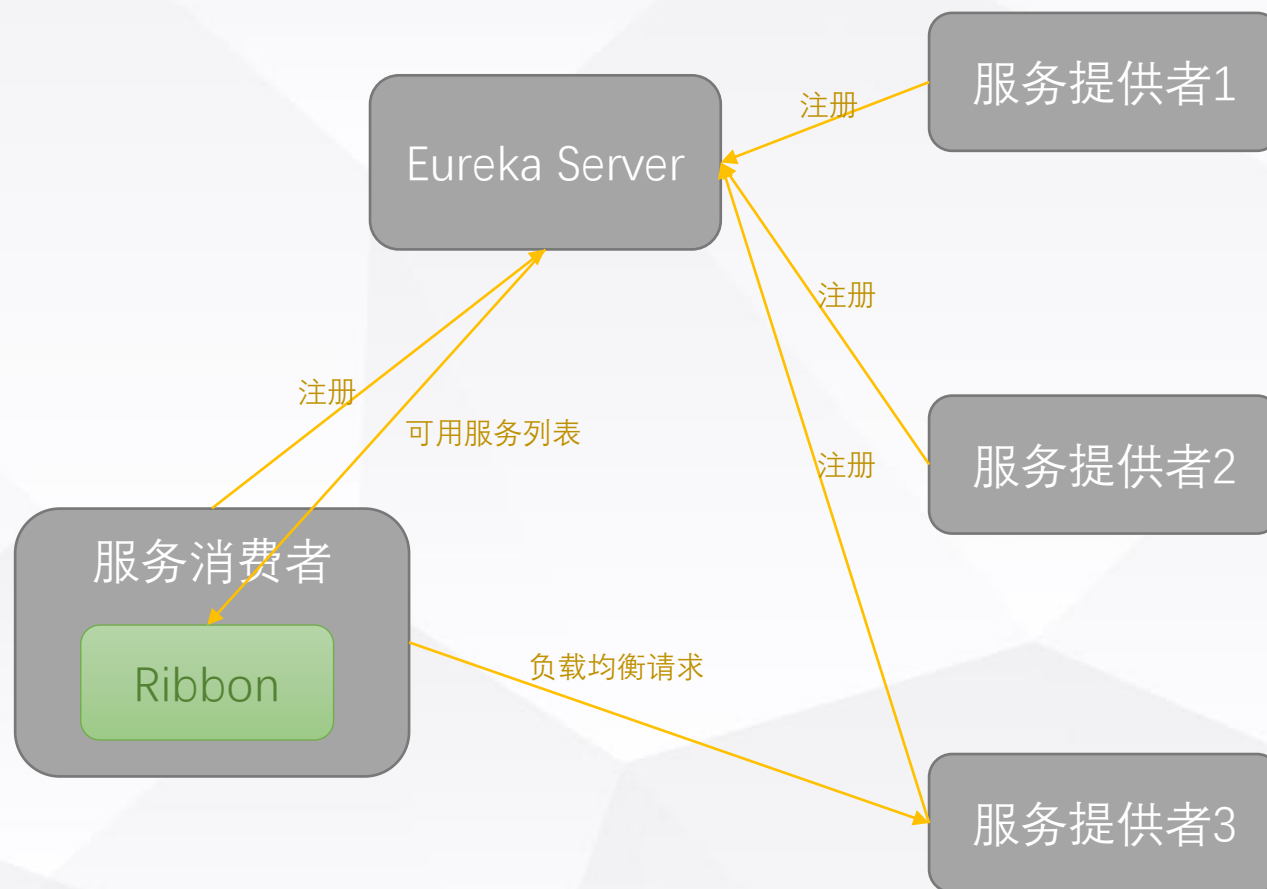 服务提供者1
注册
Eureka Server
注册
注册
可用服务列表
注册
服务提供者2
服务消费者
负载均衡请求
Ribbon
服务提供者3